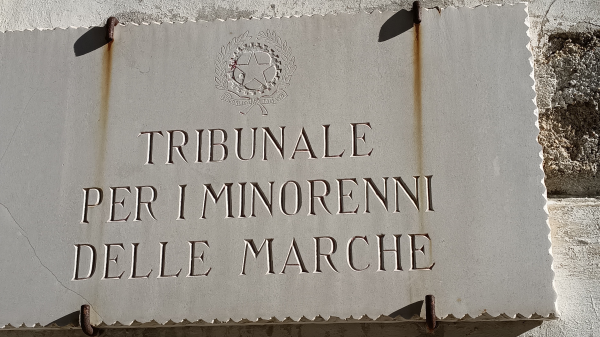 TRIBUNALE
PER I MINORENNI
DELLE MARCHE